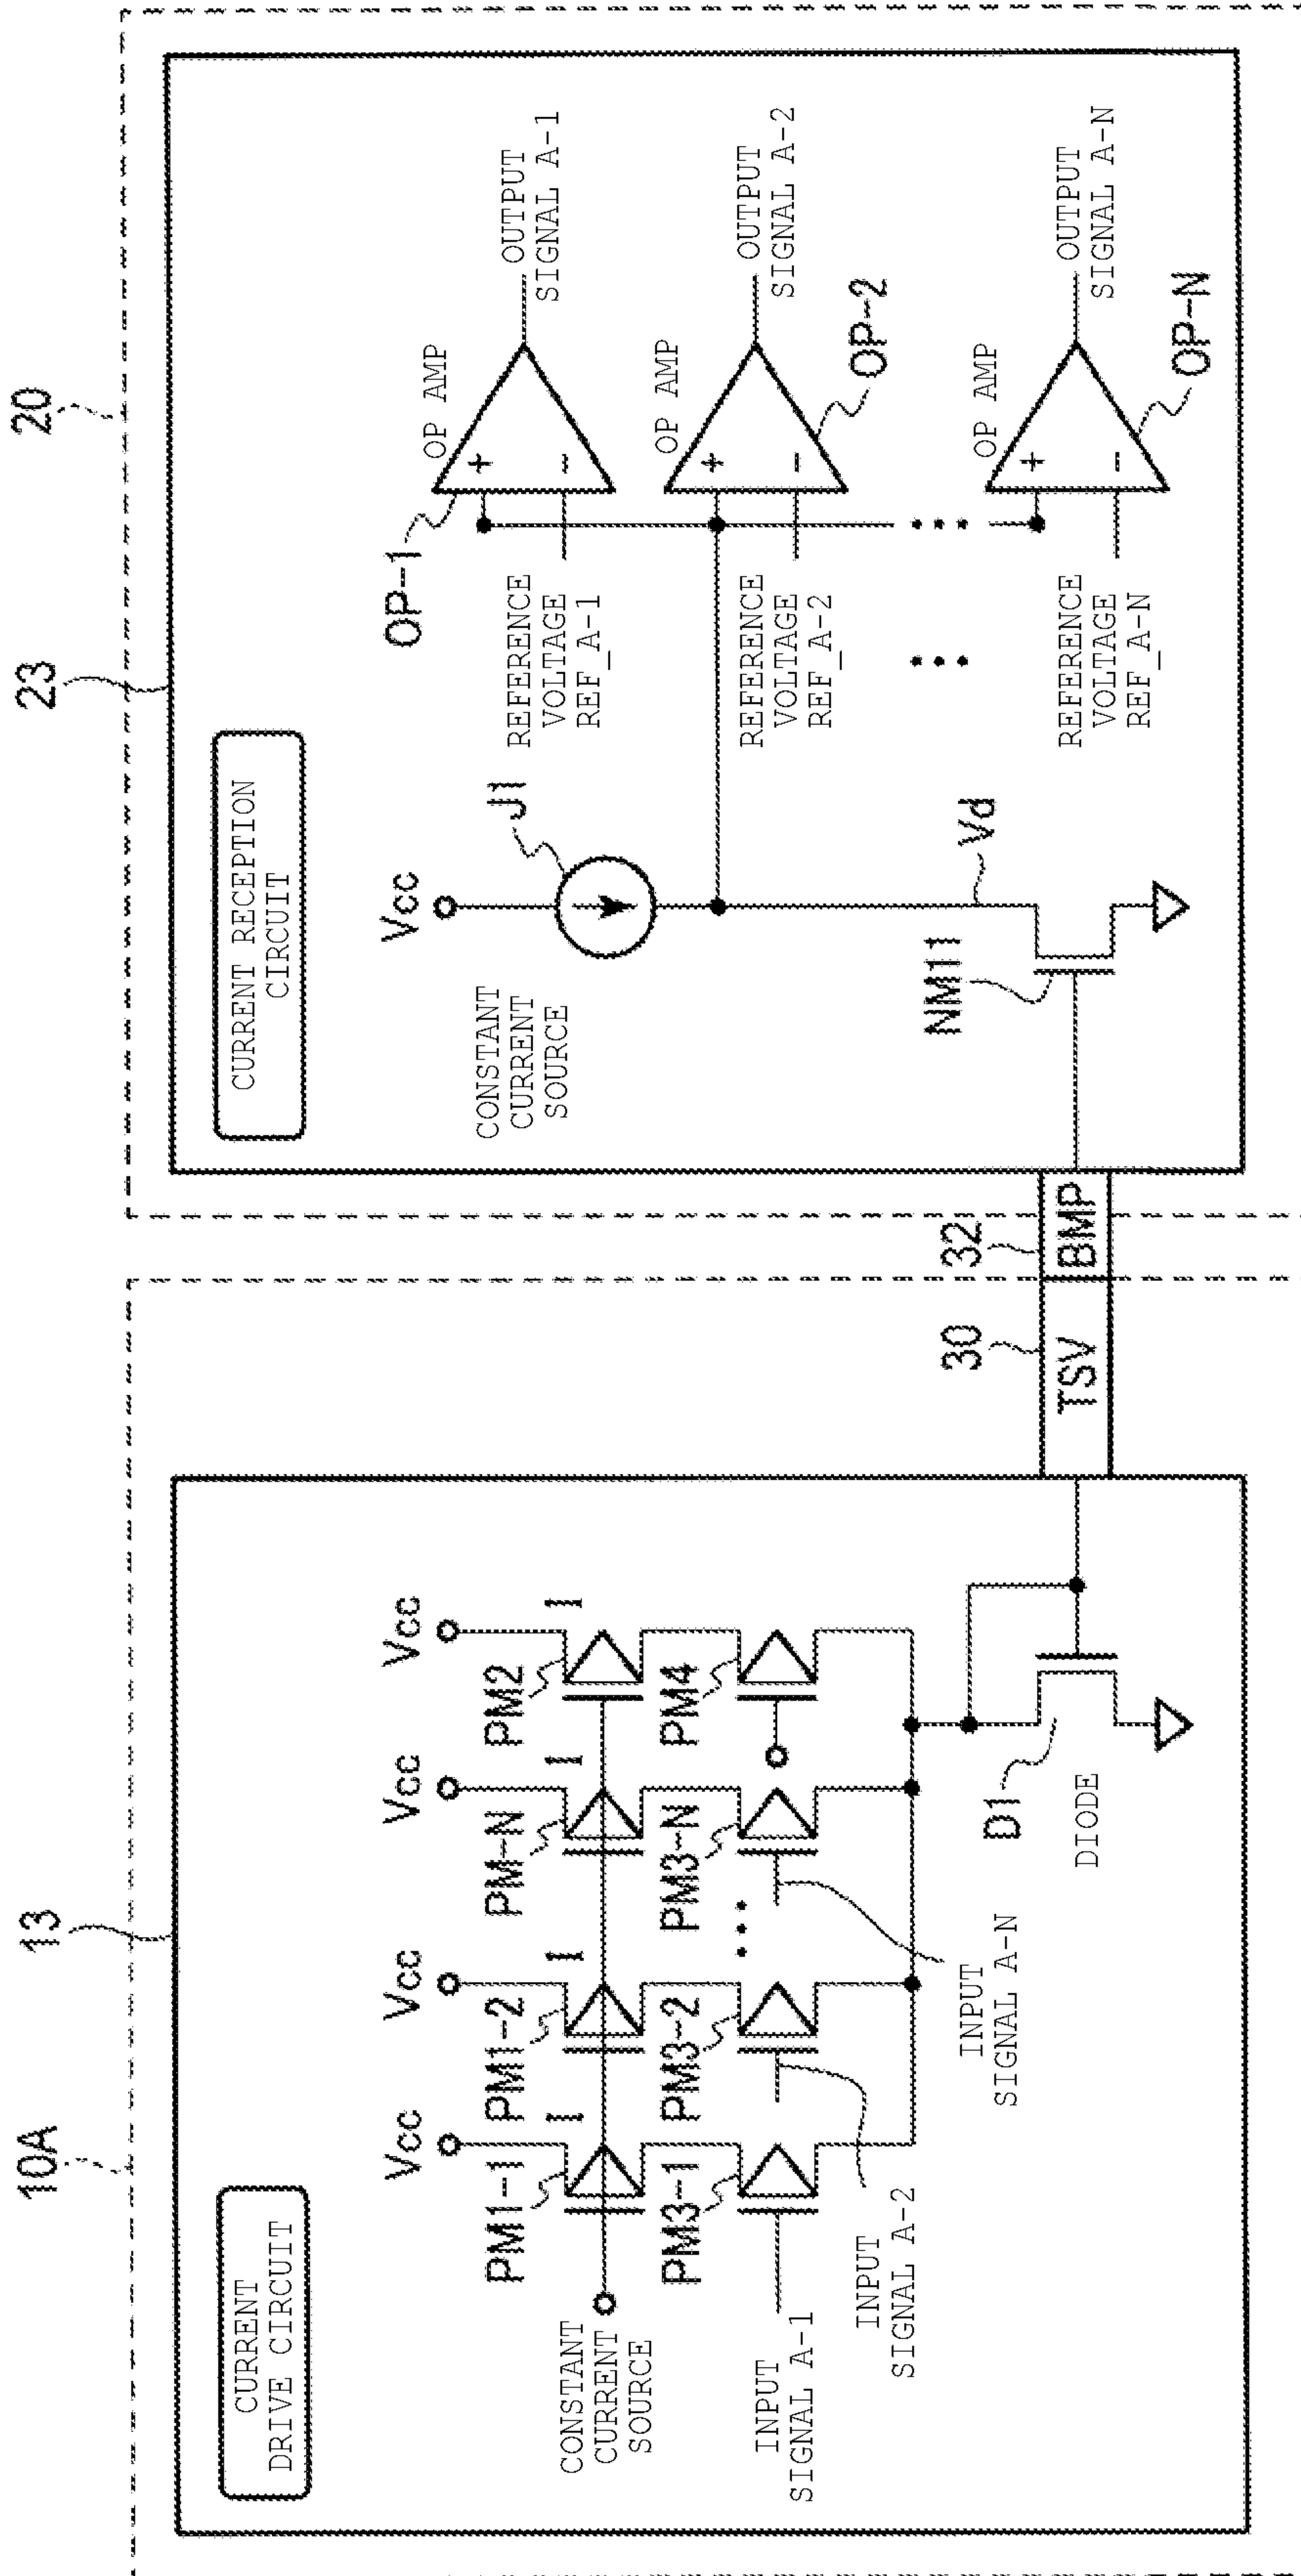 10A
13
20
23
CURRENT
DRIVE CIRCUIT
Vcc
Vcc
Vcc
Vcc
PM1-1
I
PM1-2
I
PM-N
I
PM2
I
CONSTANT
CURRENT
SOURCE
PM3-1
PM3-2
PM3-N
PM4
INPUT
SIGNAL A-1
INPUT
SIGNAL A-2
INPUT
SIGNAL A-N
D1
DIODE
30
TSV
32
BMP
CURRENT RECEPTION
CIRCUIT
Vcc
J1
CONSTANT
CURRENT
SOURCE
NM11
Vd
OP-1
OP AMP
+
-
OUTPUT
SIGNAL A-1
REFERENCE
VOLTAGE
REF_A-1
OP AMP
+
-
OP-2
OUTPUT
SIGNAL A-2
REFERENCE
VOLTAGE
REF_A-2
OP AMP
+
-
OP-N
OUTPUT
SIGNAL A-N
REFERENCE
VOLTAGE
REF_A-N